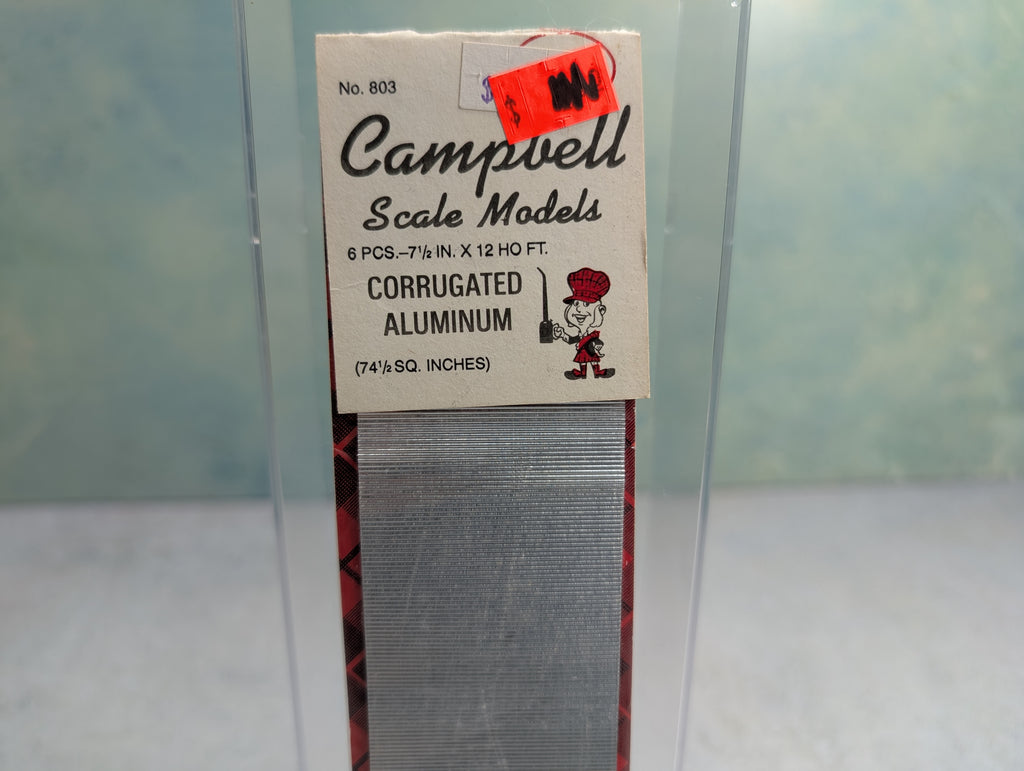 No. 803
$
$
Campbell
Scale Models
6 PCS.–7½ IN. X 12 HO FT.
CORRUGATED
ALUMINUM
(74½ SQ. INCHES)